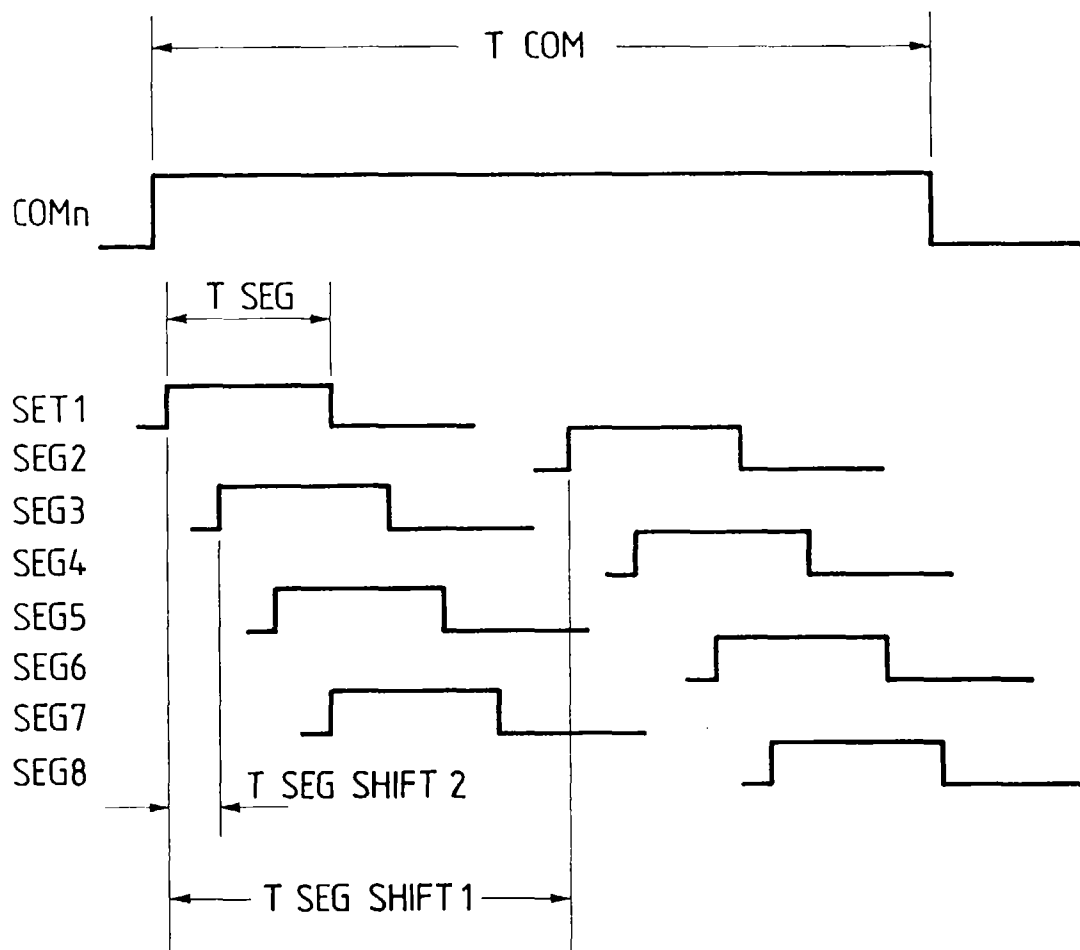 T COM
COMn
T SEG
SET1
SEG2
SEG3
SEG4
SEG5
SEG6
SEG7
SEG8
T SEG SHIFT 2
T SEG SHIFT 1